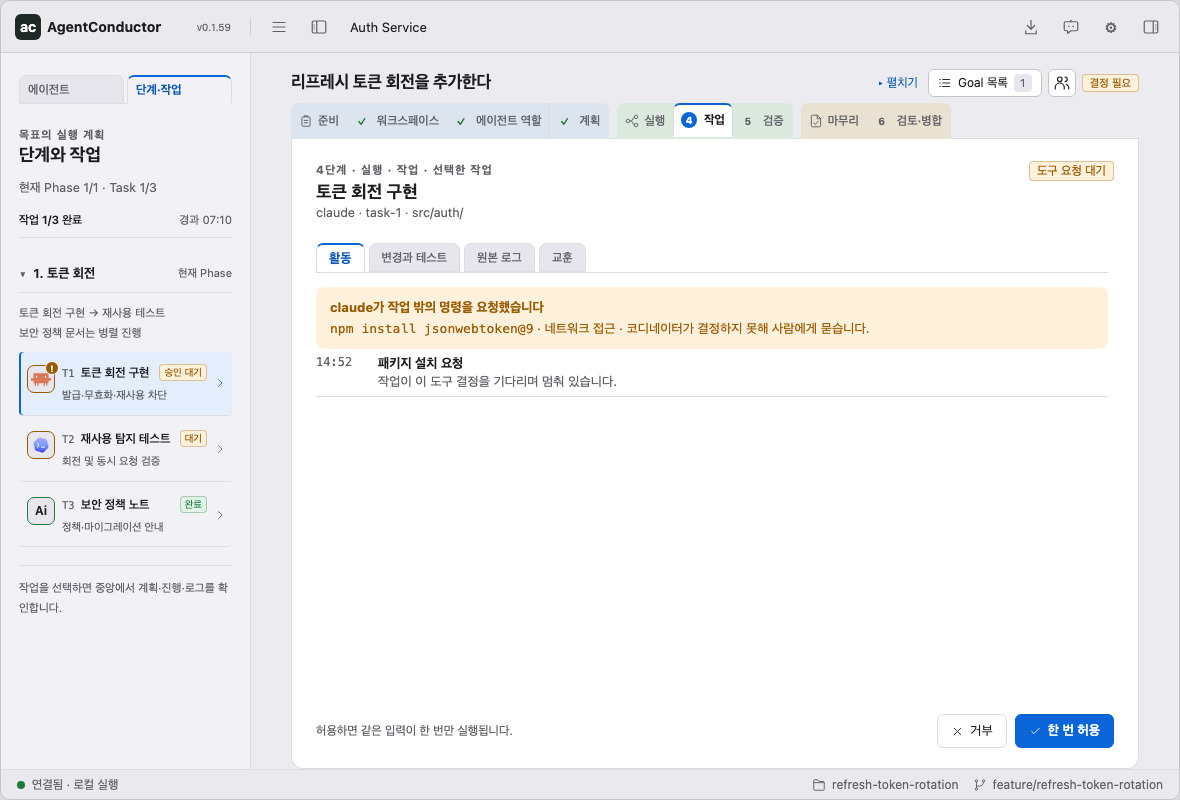 ac AgentConductor v0.1.59 Auth Service
에이전트 단계·작업
목표의 실행 계획
단계와 작업
현재 Phase 1/1 · Task 1/3
작업 1/3 완료 경과 07:10
▾ 1. 토큰 회전 현재 Phase
토큰 회전 구현 → 재사용 테스트
보안 정책 문서는 병렬 진행
! T1 토큰 회전 구현 승인 대기
발급·무효화·재사용 차단
T2 재사용 탐지 테스트 대기
회전 및 동시 요청 검증
Ai T3 보안 정책 노트 완료
정책·마이그레이션 안내
작업을 선택하면 중앙에서 계획·진행·로그를 확
인합니다.
리프레시 토큰 회전을 추가한다 ▸ 펼치기 Goal 목록 1 결정 필요
준비 ✓ 워크스페이스 ✓ 에이전트 역할 ✓ 계획 실행 4 작업 5 검증 마무리 6 검토·병합
4단계 · 실행 · 작업 · 선택한 작업 도구 요청 대기
토큰 회전 구현
claude · task-1 · src/auth/
활동 변경과 테스트 원본 로그 교훈
claude가 작업 밖의 명령을 요청했습니다
npm install jsonwebtoken@9 · 네트워크 접근 · 코디네이터가 결정하지 못해 사람에게 묻습니다.
14:52 패키지 설치 요청
작업이 이 도구 결정을 기다리며 멈춰 있습니다.
허용하면 같은 입력이 한 번만 실행됩니다. × 거부 ✓ 한 번 허용
연결됨 · 로컬 실행 refresh-token-rotation feature/refresh-token-rotation